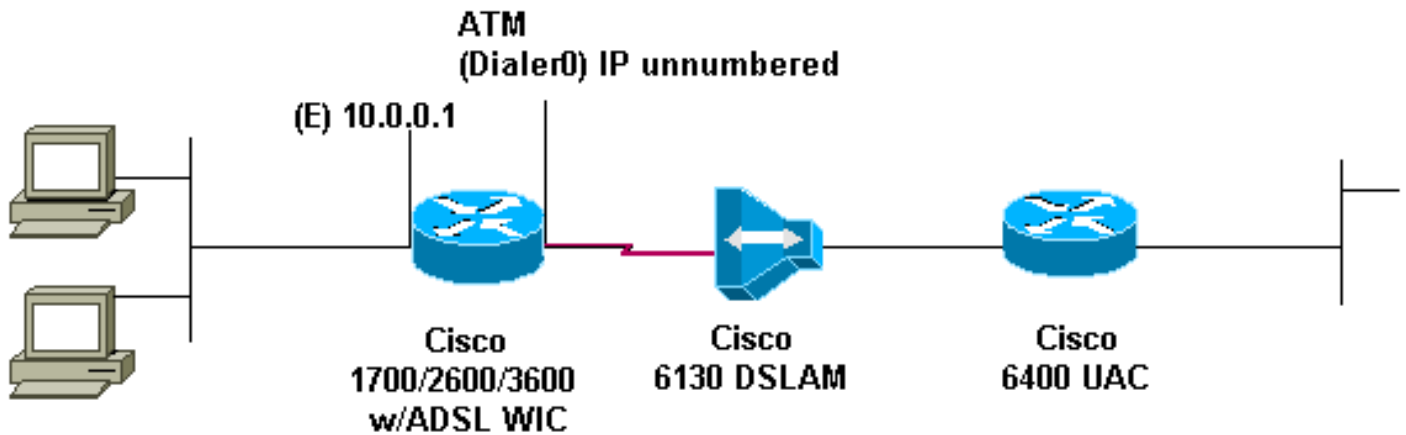 ATM
(Dialer0) IP unnumbered
(E) 10.0.0.1
Cisco
1700/2600/3600
w/ADSL WIC
Cisco
6130 DSLAM
Cisco
6400 UAC